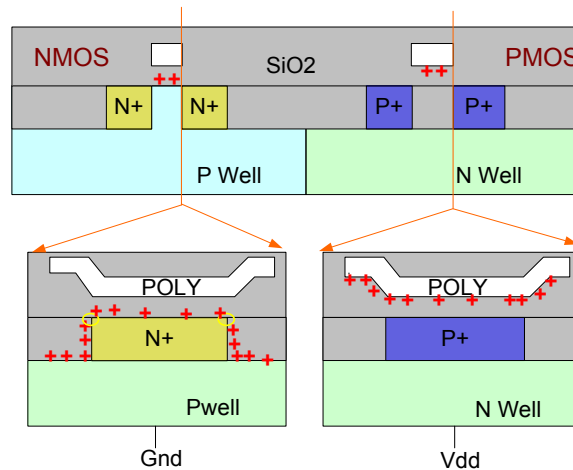 NMOS
SiO2
PMOS
N+
N+
P+
P+
P Well
N Well
POLY
POLY
N+
P+
Pwell
N Well
Gnd
Vdd